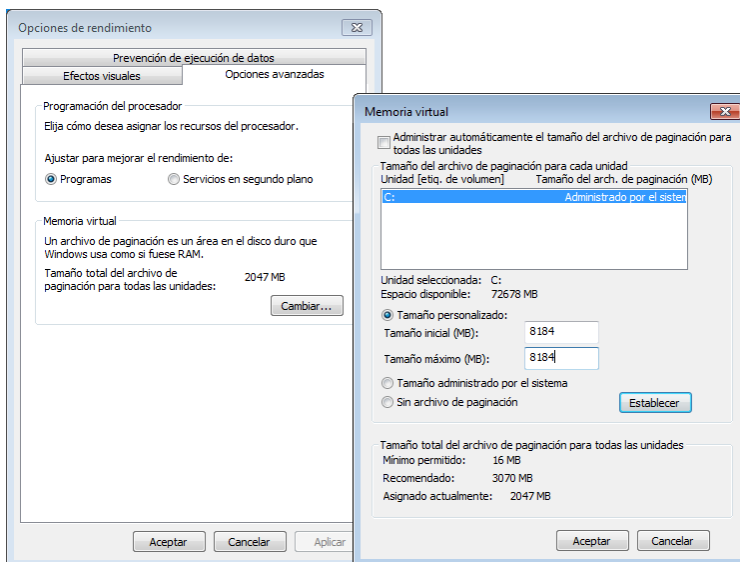 Opciones de rendimiento
Prevención de ejecución de datos
Efectos visuales
Opciones avanzadas
Programación del procesador
Elija cómo desea asignar los recursos del procesador.
Ajustar para mejorar el rendimiento de:
Programas
Servicios en segundo plano
Memoria virtual
Un archivo de paginación es un área en el disco duro que
Windows usa como si fuese RAM.
Tamaño total del archivo de
paginación para todas las unidades:
2047 MB
Cambiar...
Aceptar
Cancelar
Aplicar
Memoria virtual
Administrar automáticamente el tamaño del archivo de paginación para
todas las unidades
Tamaño del archivo de paginación para cada unidad
Unidad [etiq. de volumen] Tamaño del arch. de paginación (MB)
C: Administrado por el sisten
Unidad seleccionada: C:
Espacio disponible: 72678 MB
Tamaño personalizado:
Tamaño inicial (MB): 8184
Tamaño máximo (MB): 8184
Tamaño administrado por el sistema
Sin archivo de paginación
Establecer
Tamaño total del archivo de paginación para todas las unidades
Mínimo permitido: 16 MB
Recomendado: 3070 MB
Asignado actualmente: 2047 MB
Aceptar
Cancelar